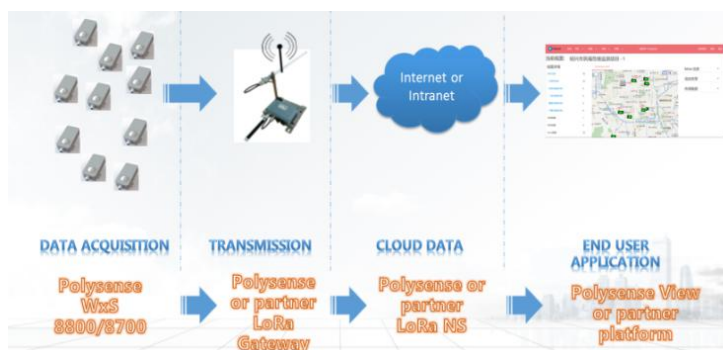 Internet or
Intranet
DATA ACQUISITION
TRANSMISSION
CLOUD DATA
END USER
APPLICATION
Polysense
WxS
8800/8700
Polysense
or partner
LoRa
Gateway
Polysense or
partner
LoRa NS
Polysense View
or partner
platform